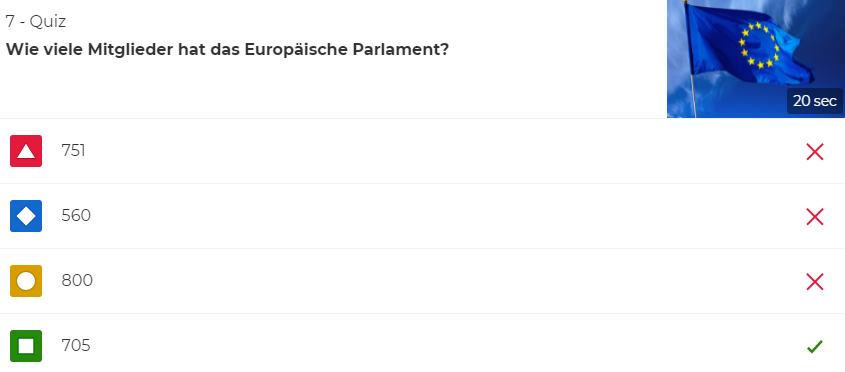 7 - Quiz
Wie viele Mitglieder hat das Europäische Parlament?
20 sec
751
560
800
705